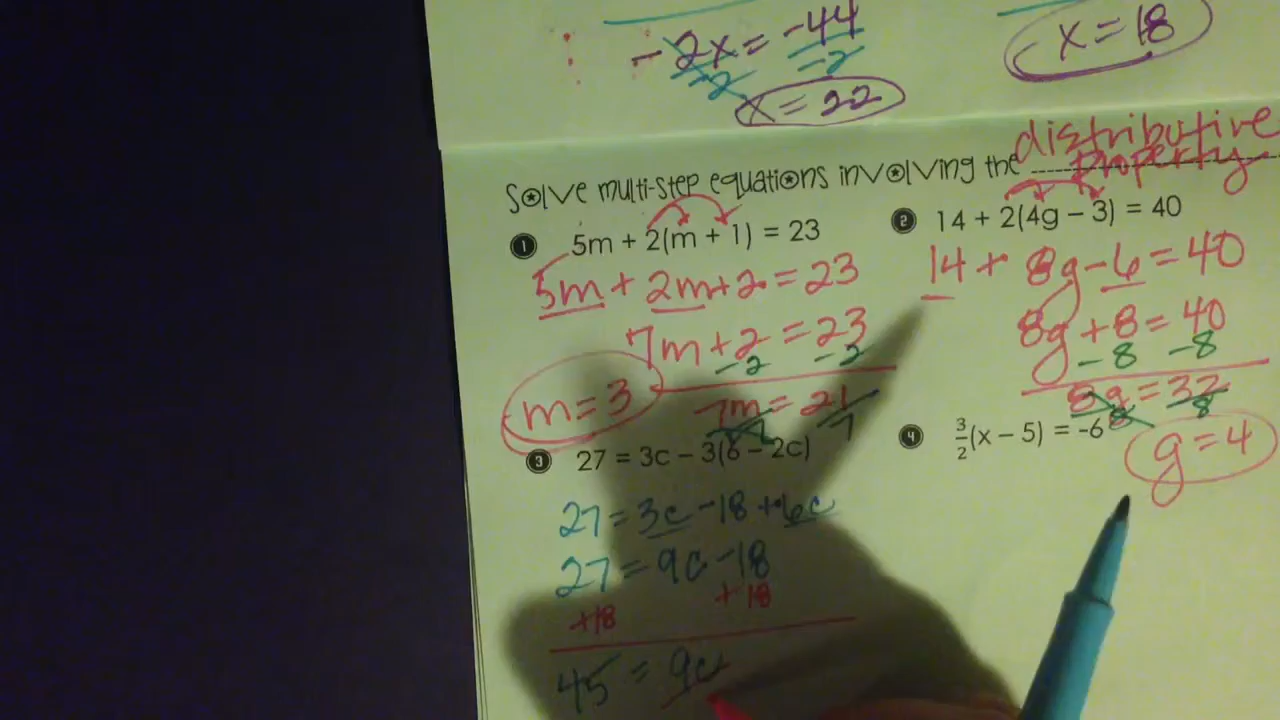 -2x = -44
-2 -2
x = 22
x = 18
Solve multi-step equations involving the distributive property
1 5m + 2(m + 1) = 23
5m + 2m + 2 = 23
7m + 2 = 23
-2 -2
7m = 21
7 7
m = 3
2 14 + 2(4g – 3) = 40
14 + 8g - 6 = 40
8g + 8 = 40
-8 -8
8g = 32
8 8
g = 4
3 27 = 3c – 3(6 – 2c)
27 = 3c - 18 + 6c
27 = 9c - 18
+18 +18
45 = 9c
4 3/2(x – 5) = -6